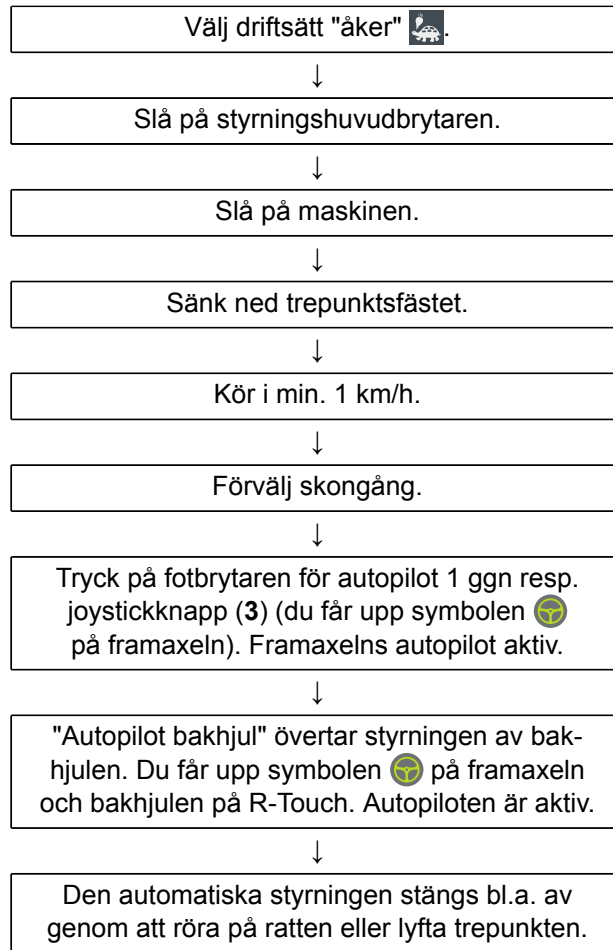 Välj driftsätt "åker" .
↓
Slå på styrningshuvudbrytaren.
↓
Slå på maskinen.
↓
Sänk ned trepunktsfästet.
↓
Kör i min. 1 km/h.
↓
Förvälj skongång.
↓
Tryck på fotbrytaren för autopilot 1 ggn resp.
joystickknapp (3) (du får upp symbolen
på framaxeln). Framaxelns autopilot aktiv.
↓
"Autopilot bakhjul" övertar styrningen av bak-
hjulen. Du får upp symbolen på framaxeln
och bakhjulen på R-Touch. Autopiloten är aktiv.
↓
Den automatiska styrningen stängs bl.a. av
genom att röra på ratten eller lyfta trepunkten.